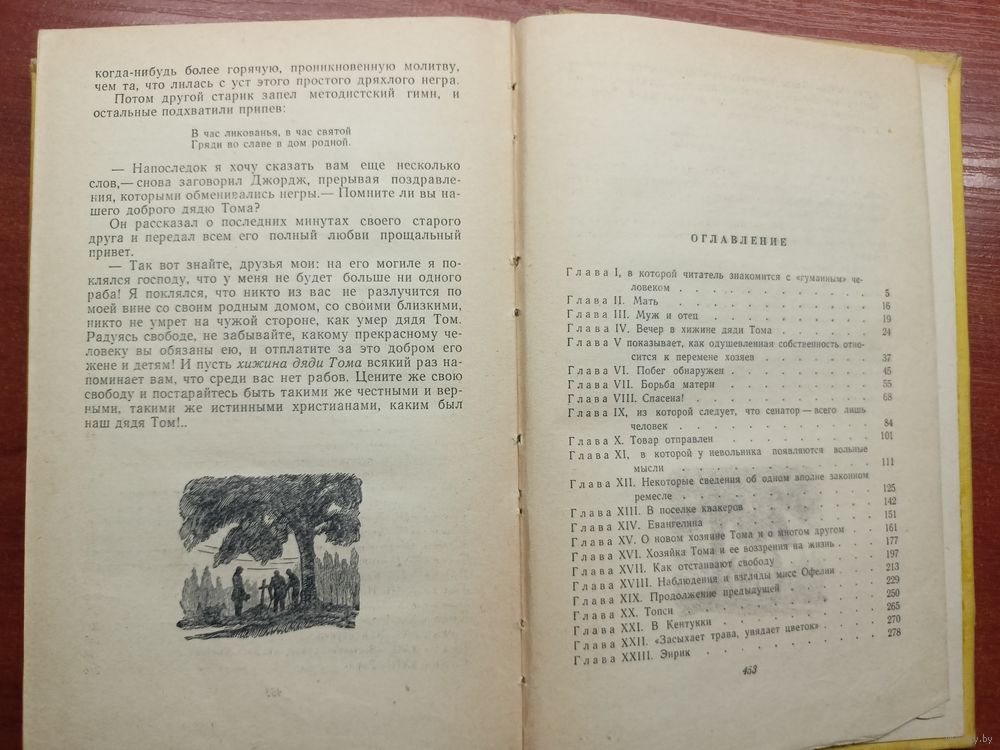 когда-нибудь более горячую, проникновенную молитву,
чем та, что лилась с уст этого простого дряхлого негра.
Потом другой старик запел методистский гимн, и
остальные подхватили припев:
В час ликованья, в час святой
Гряди во славе в дом родной.
— Напоследок я хочу сказать вам еще несколько
слов,— снова заговорил Джордж, прерывая поздравле-
ния, которыми обменивались негры.— Помните ли вы на-
шего доброго дядю Тома?
Он рассказал о последних минутах своего старого
друга и передал всем его полный любви прощальный
привет.
— Так вот знайте, друзья мои: на его могиле я по-
клялся господу, что у меня не будет больше ни одного
раба! Я поклялся, что никто из вас не разлучится по
моей вине со своим родным домом, со своими близкими,
никто не умрет на чужой стороне, как умер дядя Том.
Радуясь свободе, не забывайте, какому прекрасному че-
ловеку вы обязаны ею, и отплатите за это добром его
жене и детям! И пусть хижина дяди Тома всякий раз на-
поминает вам, что среди вас нет рабов. Цените же свою
свободу и постарайтесь быть такими же честными и вер-
ными, такими же истинными христианами, каким был
наш дядя Том!..
ОГЛАВЛЕНИЕ
Глава I, в которой читатель знакомится с «гуманным» че-
ловеком . . . . . . . . . . . . . 5
Глава II. Мать . . . . . . . . . . . . 16
Глава III. Муж и отец . . . . . . . . . . 19
Глава IV. Вечер в хижине дяди Тома . . . . . . 24
Глава V показывает, как одушевленная собственность отно-
сится к перемене хозяев . . . . . . . . 37
Глава VI. Побег обнаружен . . . . . . . . . 45
Глава VII. Борьба матери . . . . . . . . . 55
Глава VIII. Спасена! . . . . . . . . . . 68
Глава IX, из которой следует, что сенатор — всего лишь
человек . . . . . . . . . . . . . 84
Глава X. Товар отправлен . . . . . . . . . 101
Глава XI, в которой у невольника появляются вольные
мысли . . . . . . . . . . . . . 111
Глава XII. Некоторые сведения об одном вполне законном
ремесле . . . . . . . . . . . . . 125
Глава XIII. В поселке квакеров . . . . . . . 142
Глава XIV. Евангелина . . . . . . . . . . 151
Глава XV. О новом хозяине Тома и о многом другом . . 161
Глава XVI. Хозяйка Тома и ее воззрения на жизнь . . . 177
Глава XVII. Как отстаивают свободу . . . . . . 197
Глава XVIII. Наблюдения и взгляды мисс Офелии . . . 213
Глава XIX. Продолжение предыдущей . . . . . . 229
Глава XX. Топси . . . . . . . . . . . . 250
Глава XXI. В Кентукки . . . . . . . . . . 265
Глава XXII. «Засыхает трава, увядает цветок» . . . . 270
Глава XXIII. Энрик . . . . . . . . . . . 278
453